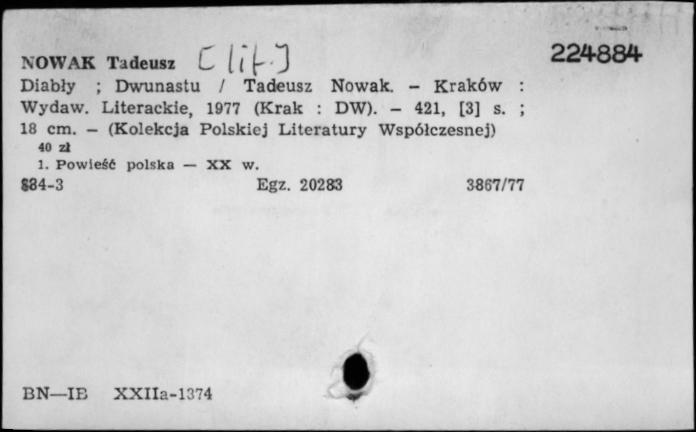 NOWAK Tadeusz [lit.] 224884
Diabły ; Dwunastu / Tadeusz Nowak. – Kraków :
Wydaw. Literackie, 1977 (Krak : DW). – 421, [3] s. ;
18 cm. – (Kolekcja Polskiej Literatury Współczesnej)
40 zł
1. Powieść polska — XX w.
884-3 Egz. 20283 3867/77
BN—IB XXIIa-1374